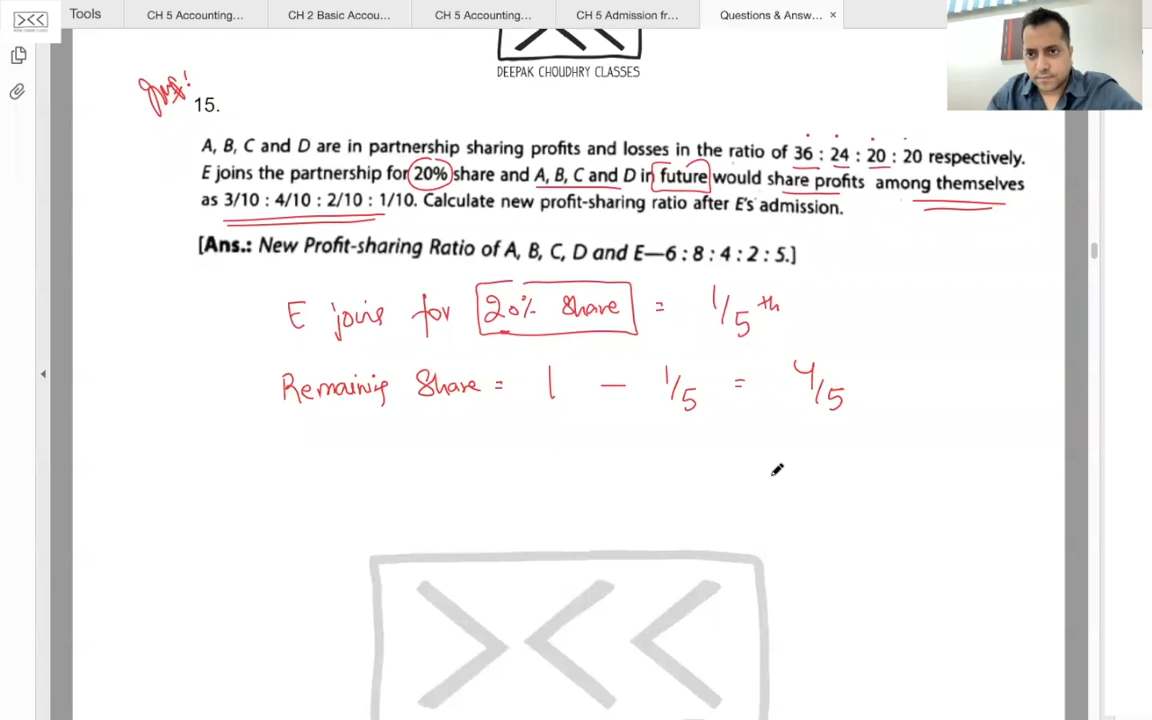 Tools
CH 5 Accounting...
CH 2 Basic Accou...
CH 5 Accounting...
CH 5 Admission fr...
Questions & Answ... ×
DEEPAK CHOUDHRY CLASSES
15.
A, B, C and D are in partnership sharing profits and losses in the ratio of 36 : 24 : 20 : 20 respectively.
E joins the partnership for 20% share and A, B, C and D in future would share profits among themselves
as 3/10 : 4/10 : 2/10 : 1/10. Calculate new profit-sharing ratio after E's admission.
[Ans.: New Profit-sharing Ratio of A, B, C, D and E—6 : 8 : 4 : 2 : 5.]
E joins for 20% Share = 1/5 th
Remaining Share = 1 - 1/5 = 4/5